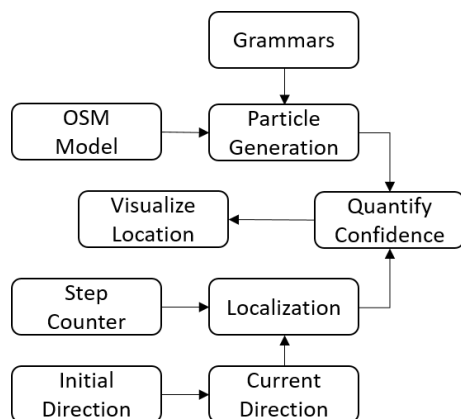 Grammars
OSM
Model
Particle
Generation
Visualize
Location
Quantify
Confidence
Step
Counter
Localization
Initial
Direction
Current
Direction